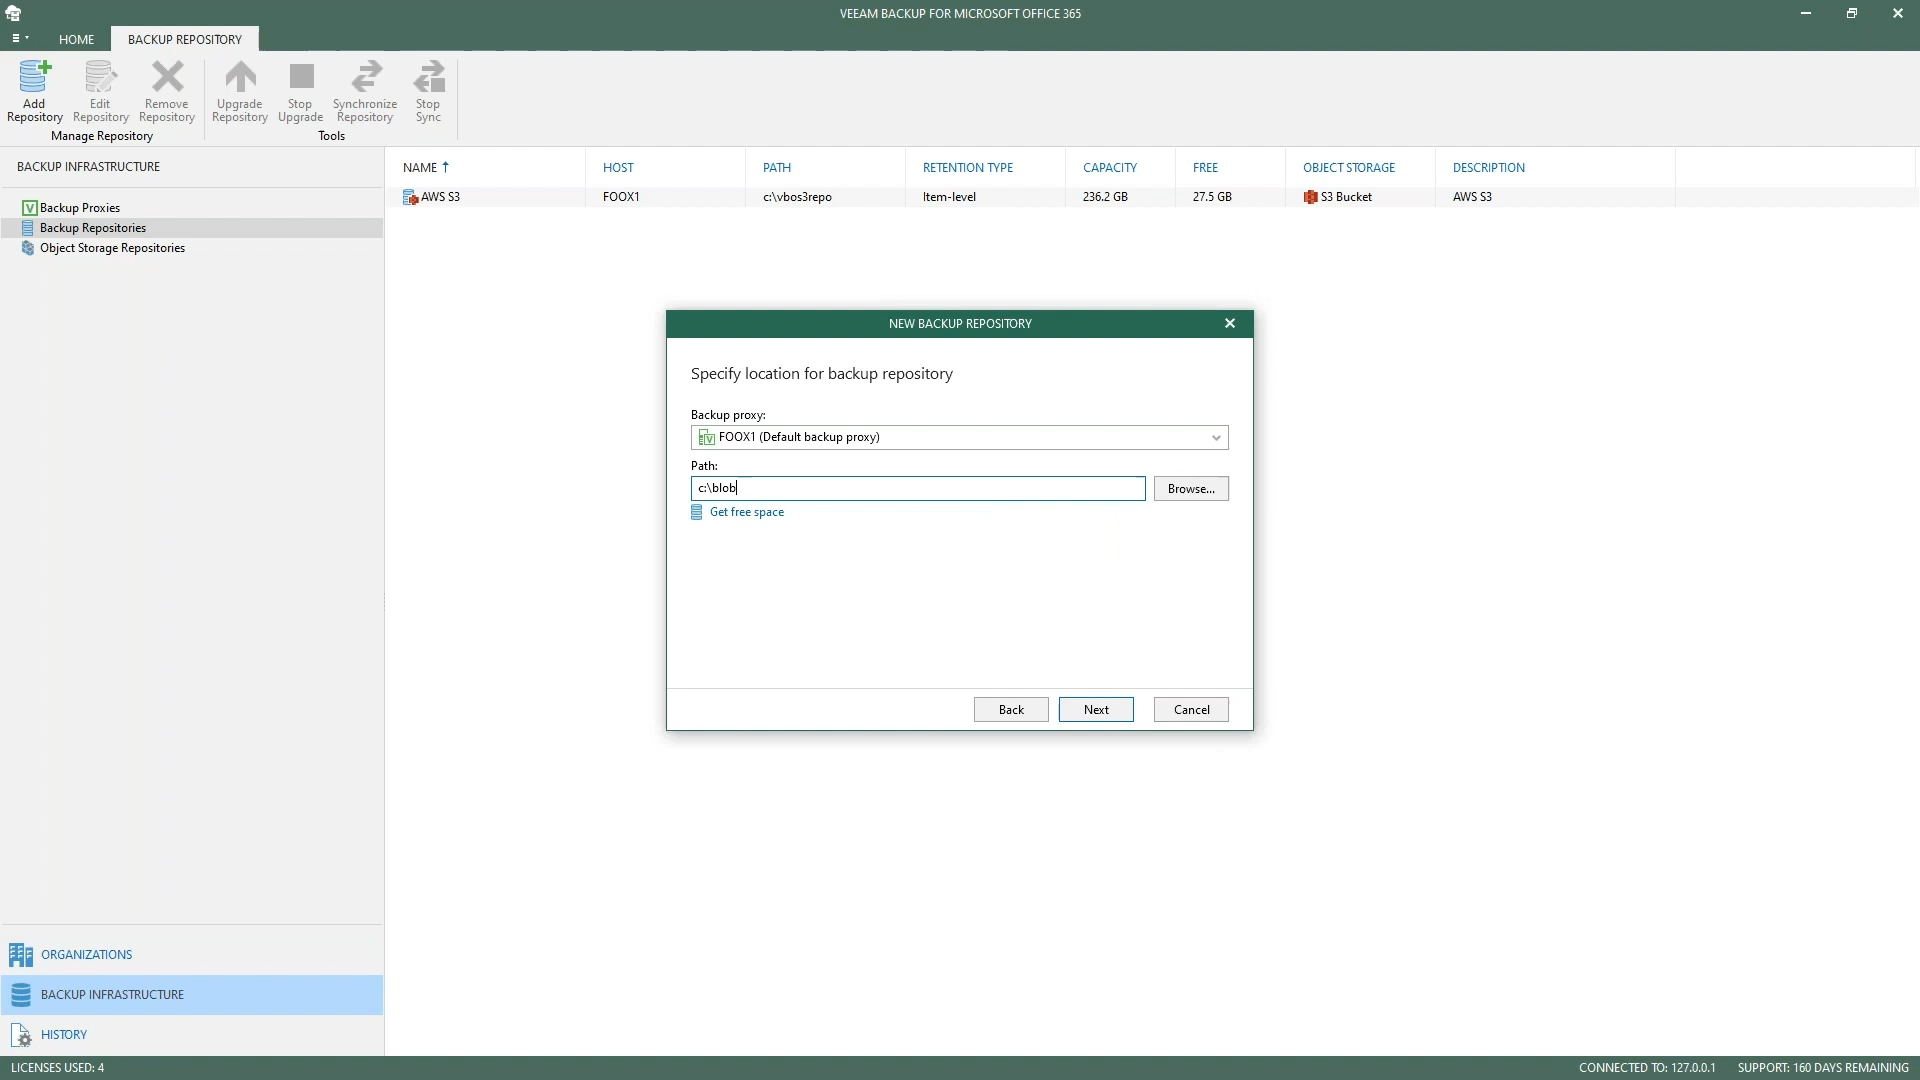 VEEAM BACKUP FOR MICROSOFT OFFICE 365
HOME
BACKUP REPOSITORY
Add Repository
Edit Repository
Remove Repository
Upgrade Repository
Stop Upgrade
Synchronize Repository
Stop Sync
Manage Repository
Tools
BACKUP INFRASTRUCTURE
Backup Proxies
Backup Repositories
Object Storage Repositories
NAME HOST PATH RETENTION TYPE CAPACITY FREE OBJECT STORAGE DESCRIPTION
AWS S3 FOOX1 c:\vbos3repo Item-level 236.2 GB 27.5 GB S3 Bucket AWS S3
NEW BACKUP REPOSITORY
Specify location for backup repository
Backup proxy:
FOOX1 (Default backup proxy)
Path:
c:\blob
Browse...
Get free space
Back
Next
Cancel
ORGANIZATIONS
BACKUP INFRASTRUCTURE
HISTORY
LICENSES USED: 4
CONNECTED TO: 127.0.0.1
SUPPORT: 160 DAYS REMAINING